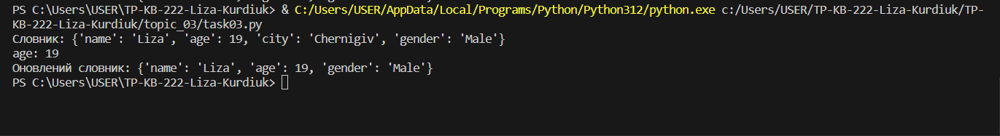 PS C:\Users\USER\TP-KB-222-Liza-Kurdiuk> & C:/Users/USER/AppData/Local/Programs/Python/Python312/python.exe c:/Users/USER/TP-KB-222-Liza-Kurdiuk/TP-
KB-222-Liza-Kurdiuk/topic_03/task03.py
Словник: {'name': 'Liza', 'age': 19, 'city': 'Chernigiv', 'gender': 'Male'}
age: 19
Оновлений словник: {'name': 'Liza', 'age': 19, 'gender': 'Male'}
PS C:\Users\USER\TP-KB-222-Liza-Kurdiuk>